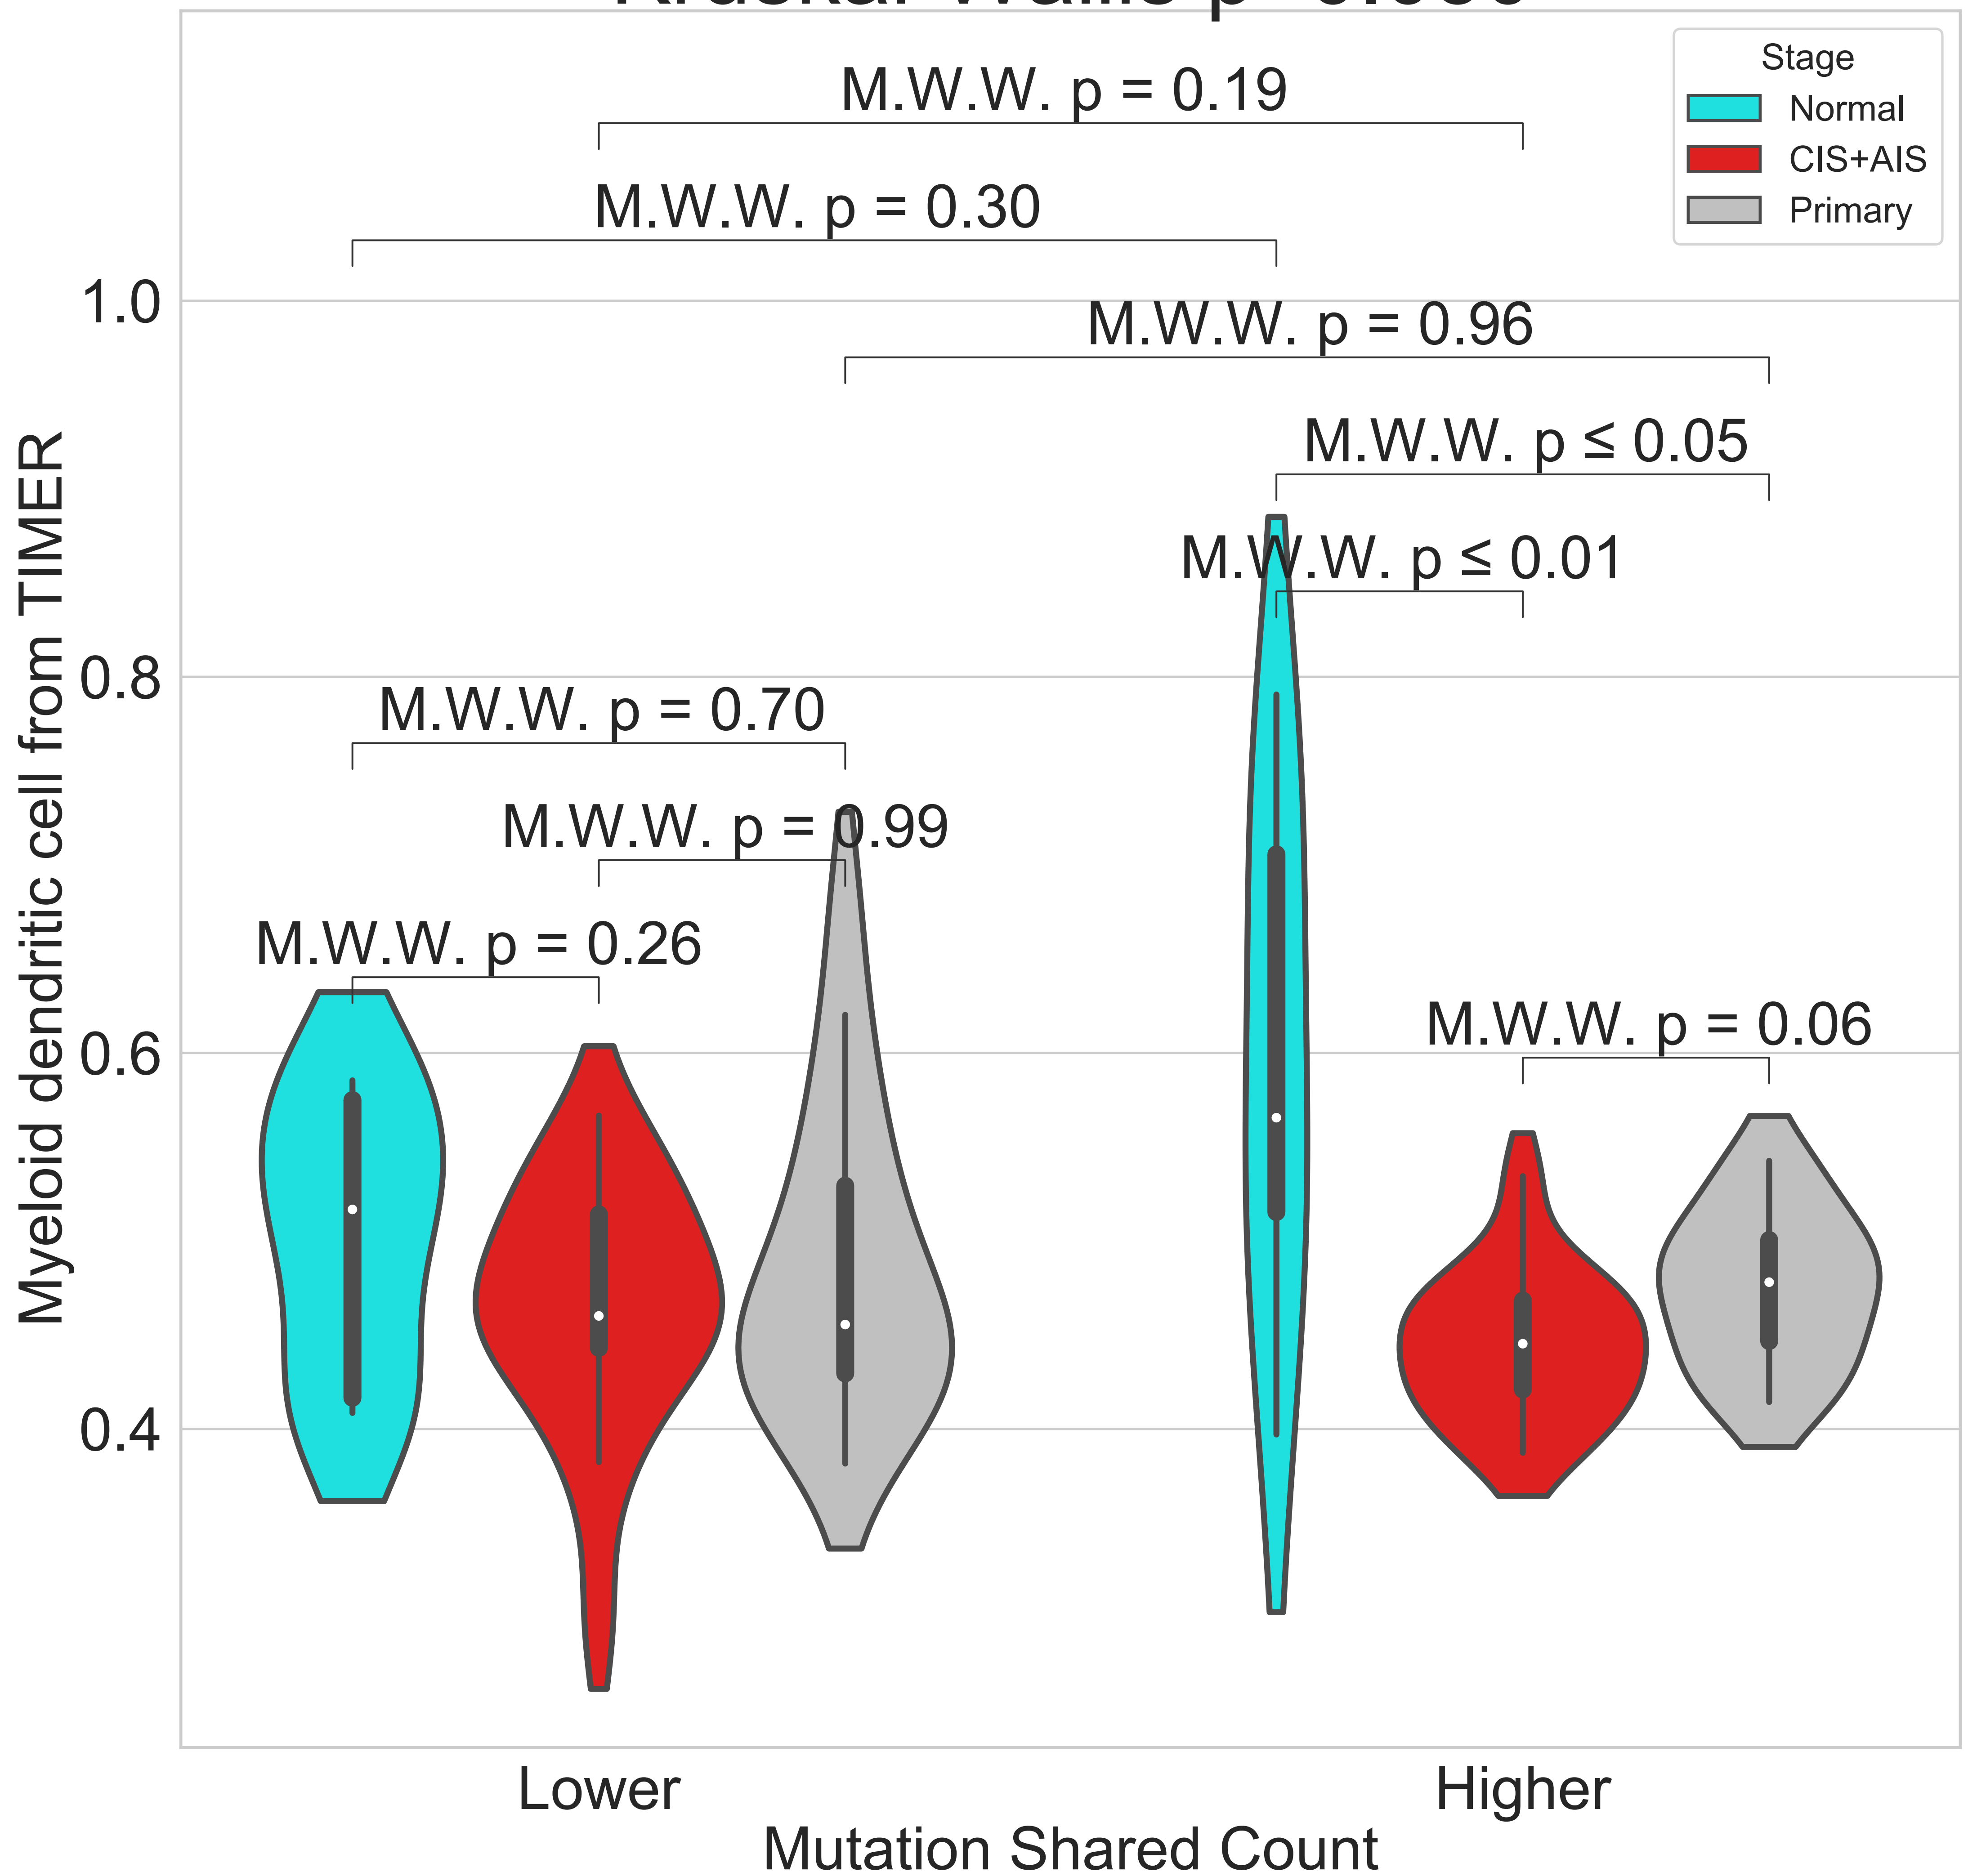 Stage
Normal
CIS+AIS
Primary
M.W.W. p = 0.19
M.W.W. p = 0.30
M.W.W. p = 0.96
M.W.W. p ≤ 0.05
M.W.W. p ≤ 0.01
M.W.W. p = 0.70
M.W.W. p = 0.99
M.W.W. p = 0.26
M.W.W. p = 0.06
1.0
0.8
0.6
0.4
Myeloid dendritic cell from TIMER
Lower
Higher
Mutation Shared Count